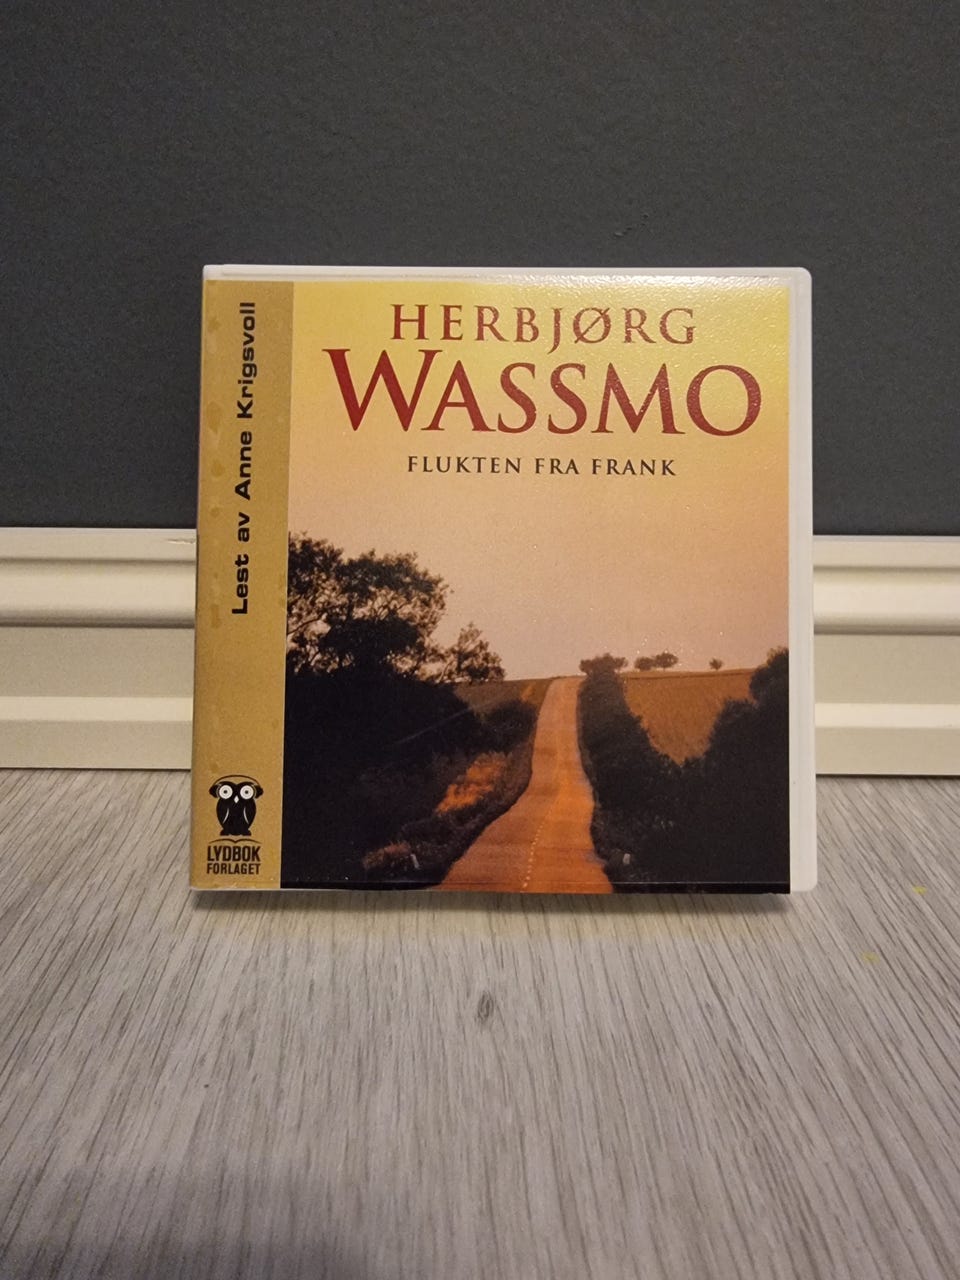 HERBJØRG
WASSMO
FLUKTEN FRA FRANK
Lest av Anne Krigsvoll
LYDBOK
FORLAGET